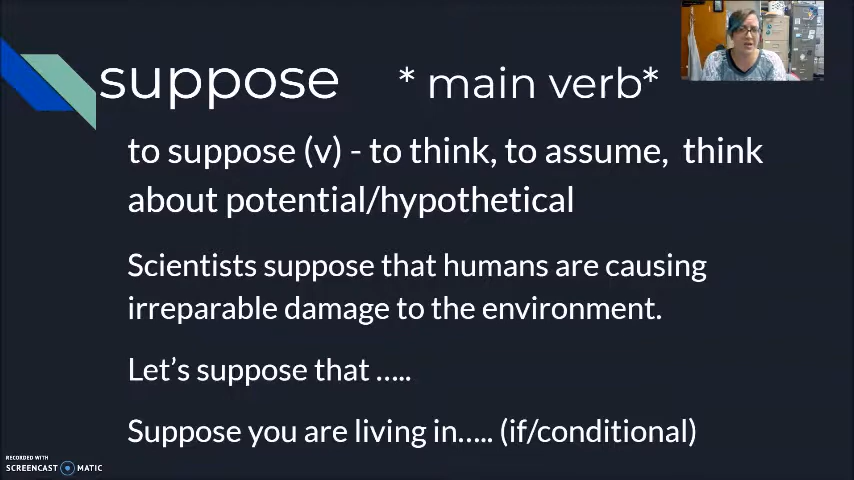 suppose * main verb*
to suppose (v) - to think, to assume, think
about potential/hypothetical
Scientists suppose that humans are causing
irreparable damage to the environment.
Let’s suppose that .....
Suppose you are living in..... (if/conditional)
RECORDED WITH
SCREENCAST MATIC